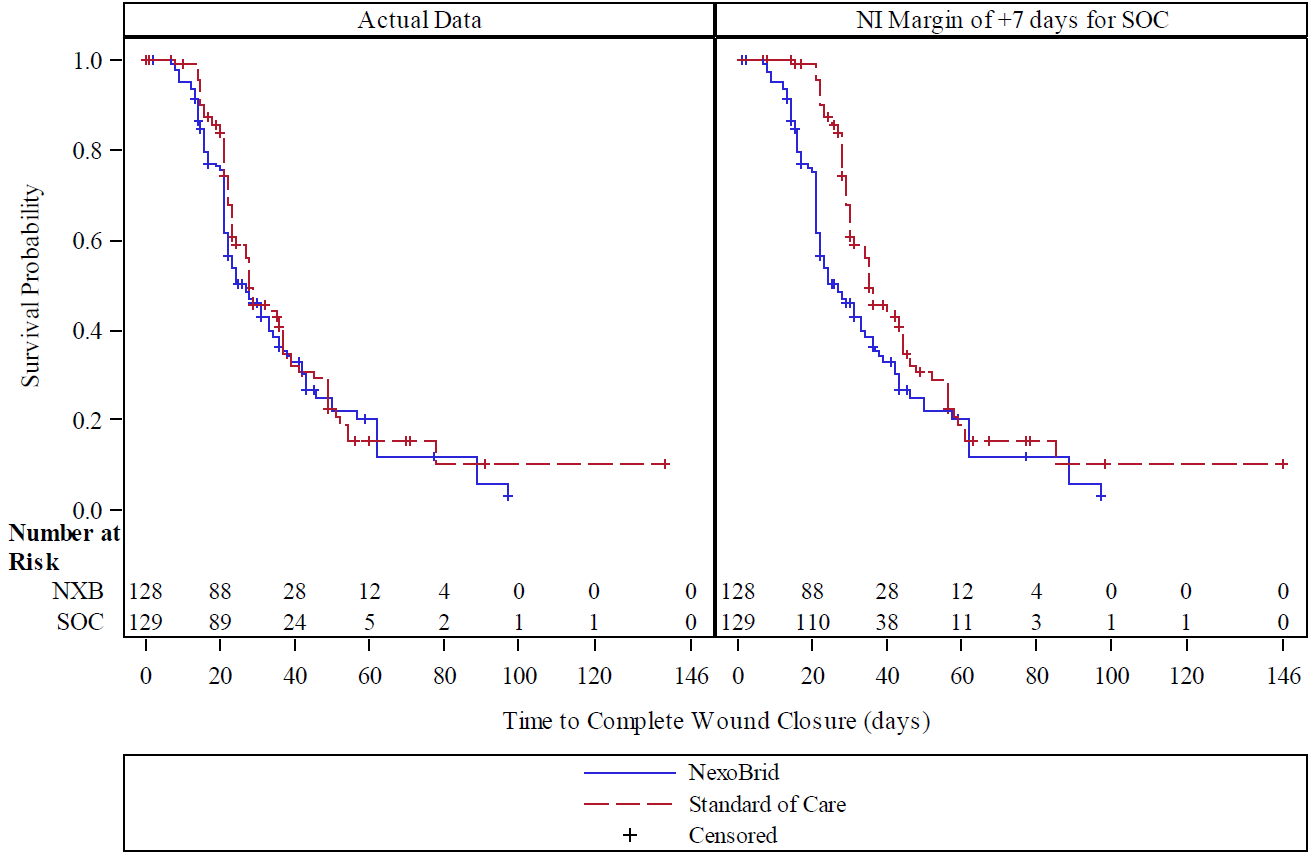 Actual Data
NI Margin of +7 days for SOC
Survival Probability
1.0
0.8
0.6
0.4
0.2
0.0
Number at
Risk
NXB 128 88 28 12 4 0 0 0 128 88 28 12 4 0 0 0
SOC 129 89 24 5 2 1 1 0 129 110 38 11 3 1 1 0
0 20 40 60 80 100 120 146 0 20 40 60 80 100 120 146
Time to Complete Wound Closure (days)
NexoBrid
Standard of Care
Censored